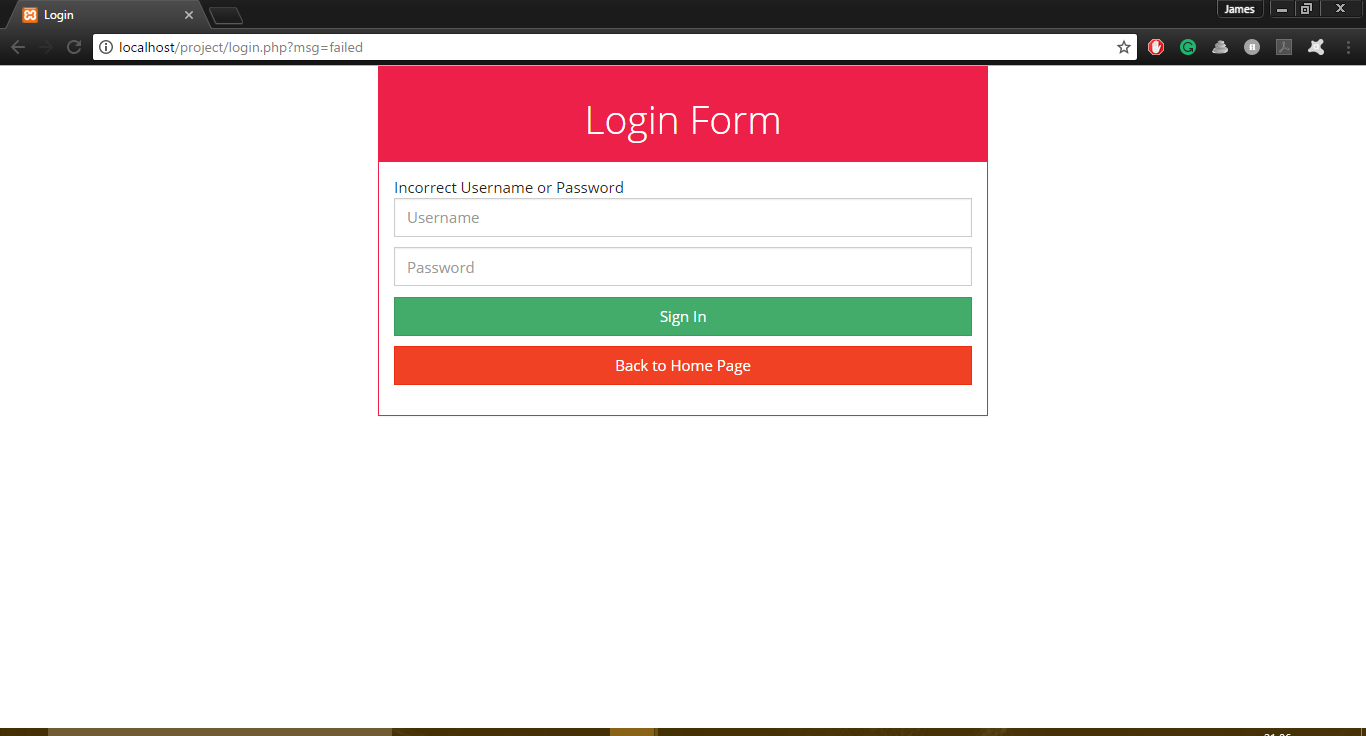 Login
James
localhost/project/login.php?msg=failed
Login Form
Incorrect Username or Password
Username
Password
Sign In
Back to Home Page